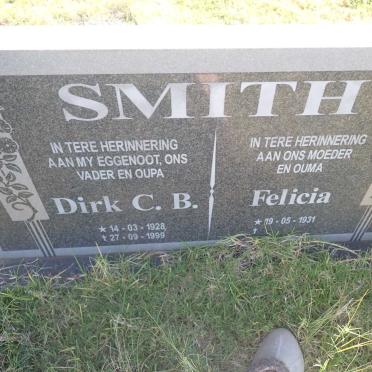 SMITH
IN TERE HERINNERING
AAN MY EGGENOOT, ONS
VADER EN OUPA
Dirk C. B.
★ 14 - 03 - 1928
✝ 27 - 09 - 1999
IN TERE HERINNERING
AAN ONS MOEDER
EN OUMA
Felicia
★ 19 - 05 - 1931
✝